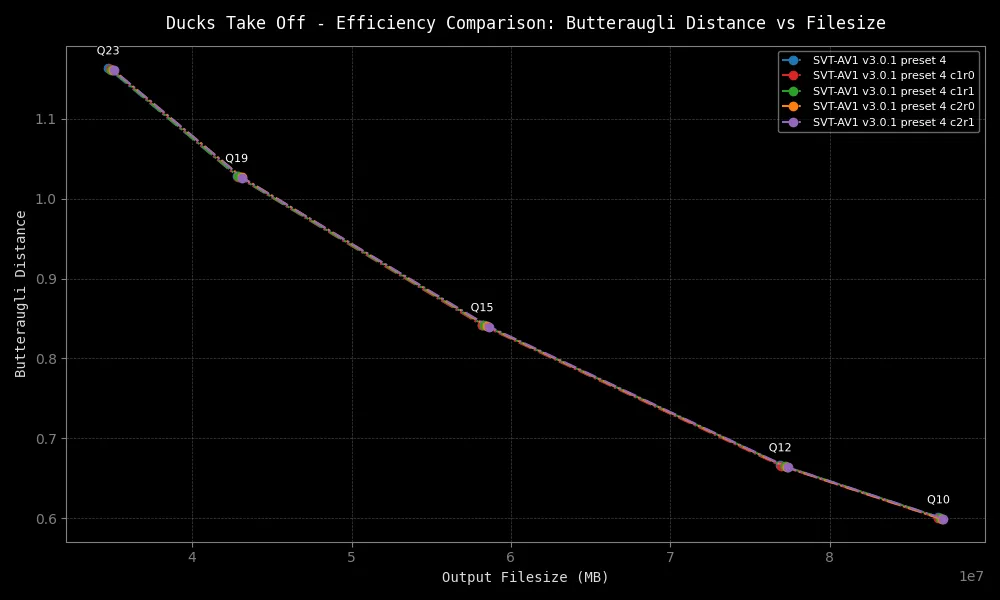 Ducks Take Off - Efficiency Comparison: Butteraugli Distance vs Filesize
Q23
SVT-AV1 v3.0.1 preset 4
SVT-AV1 v3.0.1 preset 4 c1r0
SVT-AV1 v3.0.1 preset 4 c1r1
SVT-AV1 v3.0.1 preset 4 c2r0
SVT-AV1 v3.0.1 preset 4 c2r1
1.1
Q19
1.0
0.9
Q15
0.8
0.7
Q12
Q10
0.6
Butteraugli Distance
4 5 6 7 8
1e7
Output Filesize (MB)